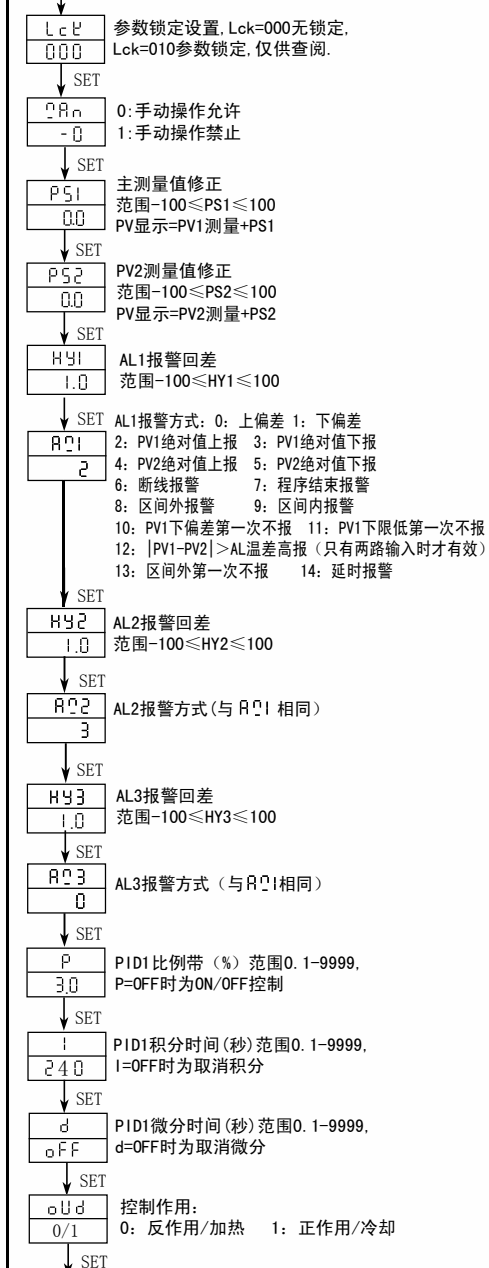 LcK
000
参数锁定设置,Lck=000无锁定,
Lck=010参数锁定,仅供查阅.
SET
-0
0:手动操作允许
1:手动操作禁止
SET
PS1
0.0
主测量值修正
范围-100≤PS1≤100
PV显示=PV1测量+PS1
SET
PS2
0.0
PV2测量值修正
范围-100≤PS2≤100
PV显示=PV2测量+PS2
SET
HY1
1.0
AL1报警回差
范围-100≤HY1≤100
SET
2
AL1报警方式: 0: 上偏差 1: 下偏差
2: PV1绝对值上报 3: PV1绝对值下报
4: PV2绝对值上报 5: PV2绝对值下报
6: 断线报警 7: 程序结束报警
8: 区间外报警 9: 区间内报警
10: PV1下偏差第一次不报 11: PV1下限低第一次不报
12: |PV1-PV2|>AL温差高报（只有两路输入时才有效）
13: 区间外第一次不报 14: 延时报警
SET
HY2
1.0
AL2报警回差
范围-100≤HY2≤100
SET
3
AL2报警方式(与 相同）
SET
HY3
1.0
AL3报警回差
范围-100≤HY3≤100
SET
0
AL3报警方式（与 相同）
SET
P
3.0
PID1比例带（%）范围0.1-9999,
P=OFF时为ON/OFF控制
SET
I
240
PID1积分时间(秒)范围0.1-9999,
I=OFF时为取消积分
SET
d
oFF
PID1微分时间(秒)范围0.1-9999,
d=OFF时为取消微分
SET
oUd
0/1
控制作用:
0: 反作用/加热 1: 正作用/冷却
SET